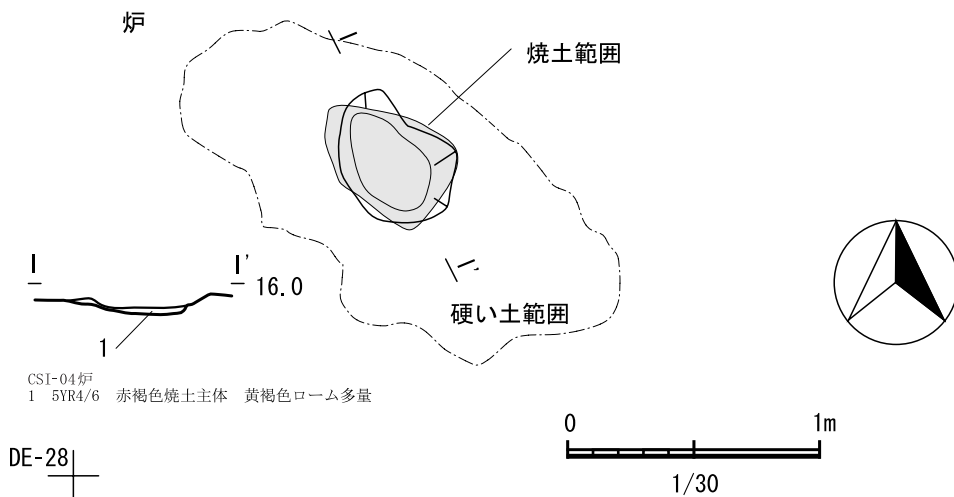 炉
焼土範囲
I
I'
I
I'
16.0
硬い土範囲
1
CSI-04炉
1 5YR4/6 赤褐色焼土主体 黄褐色ローム多量
0
1m
1/30
DE-28